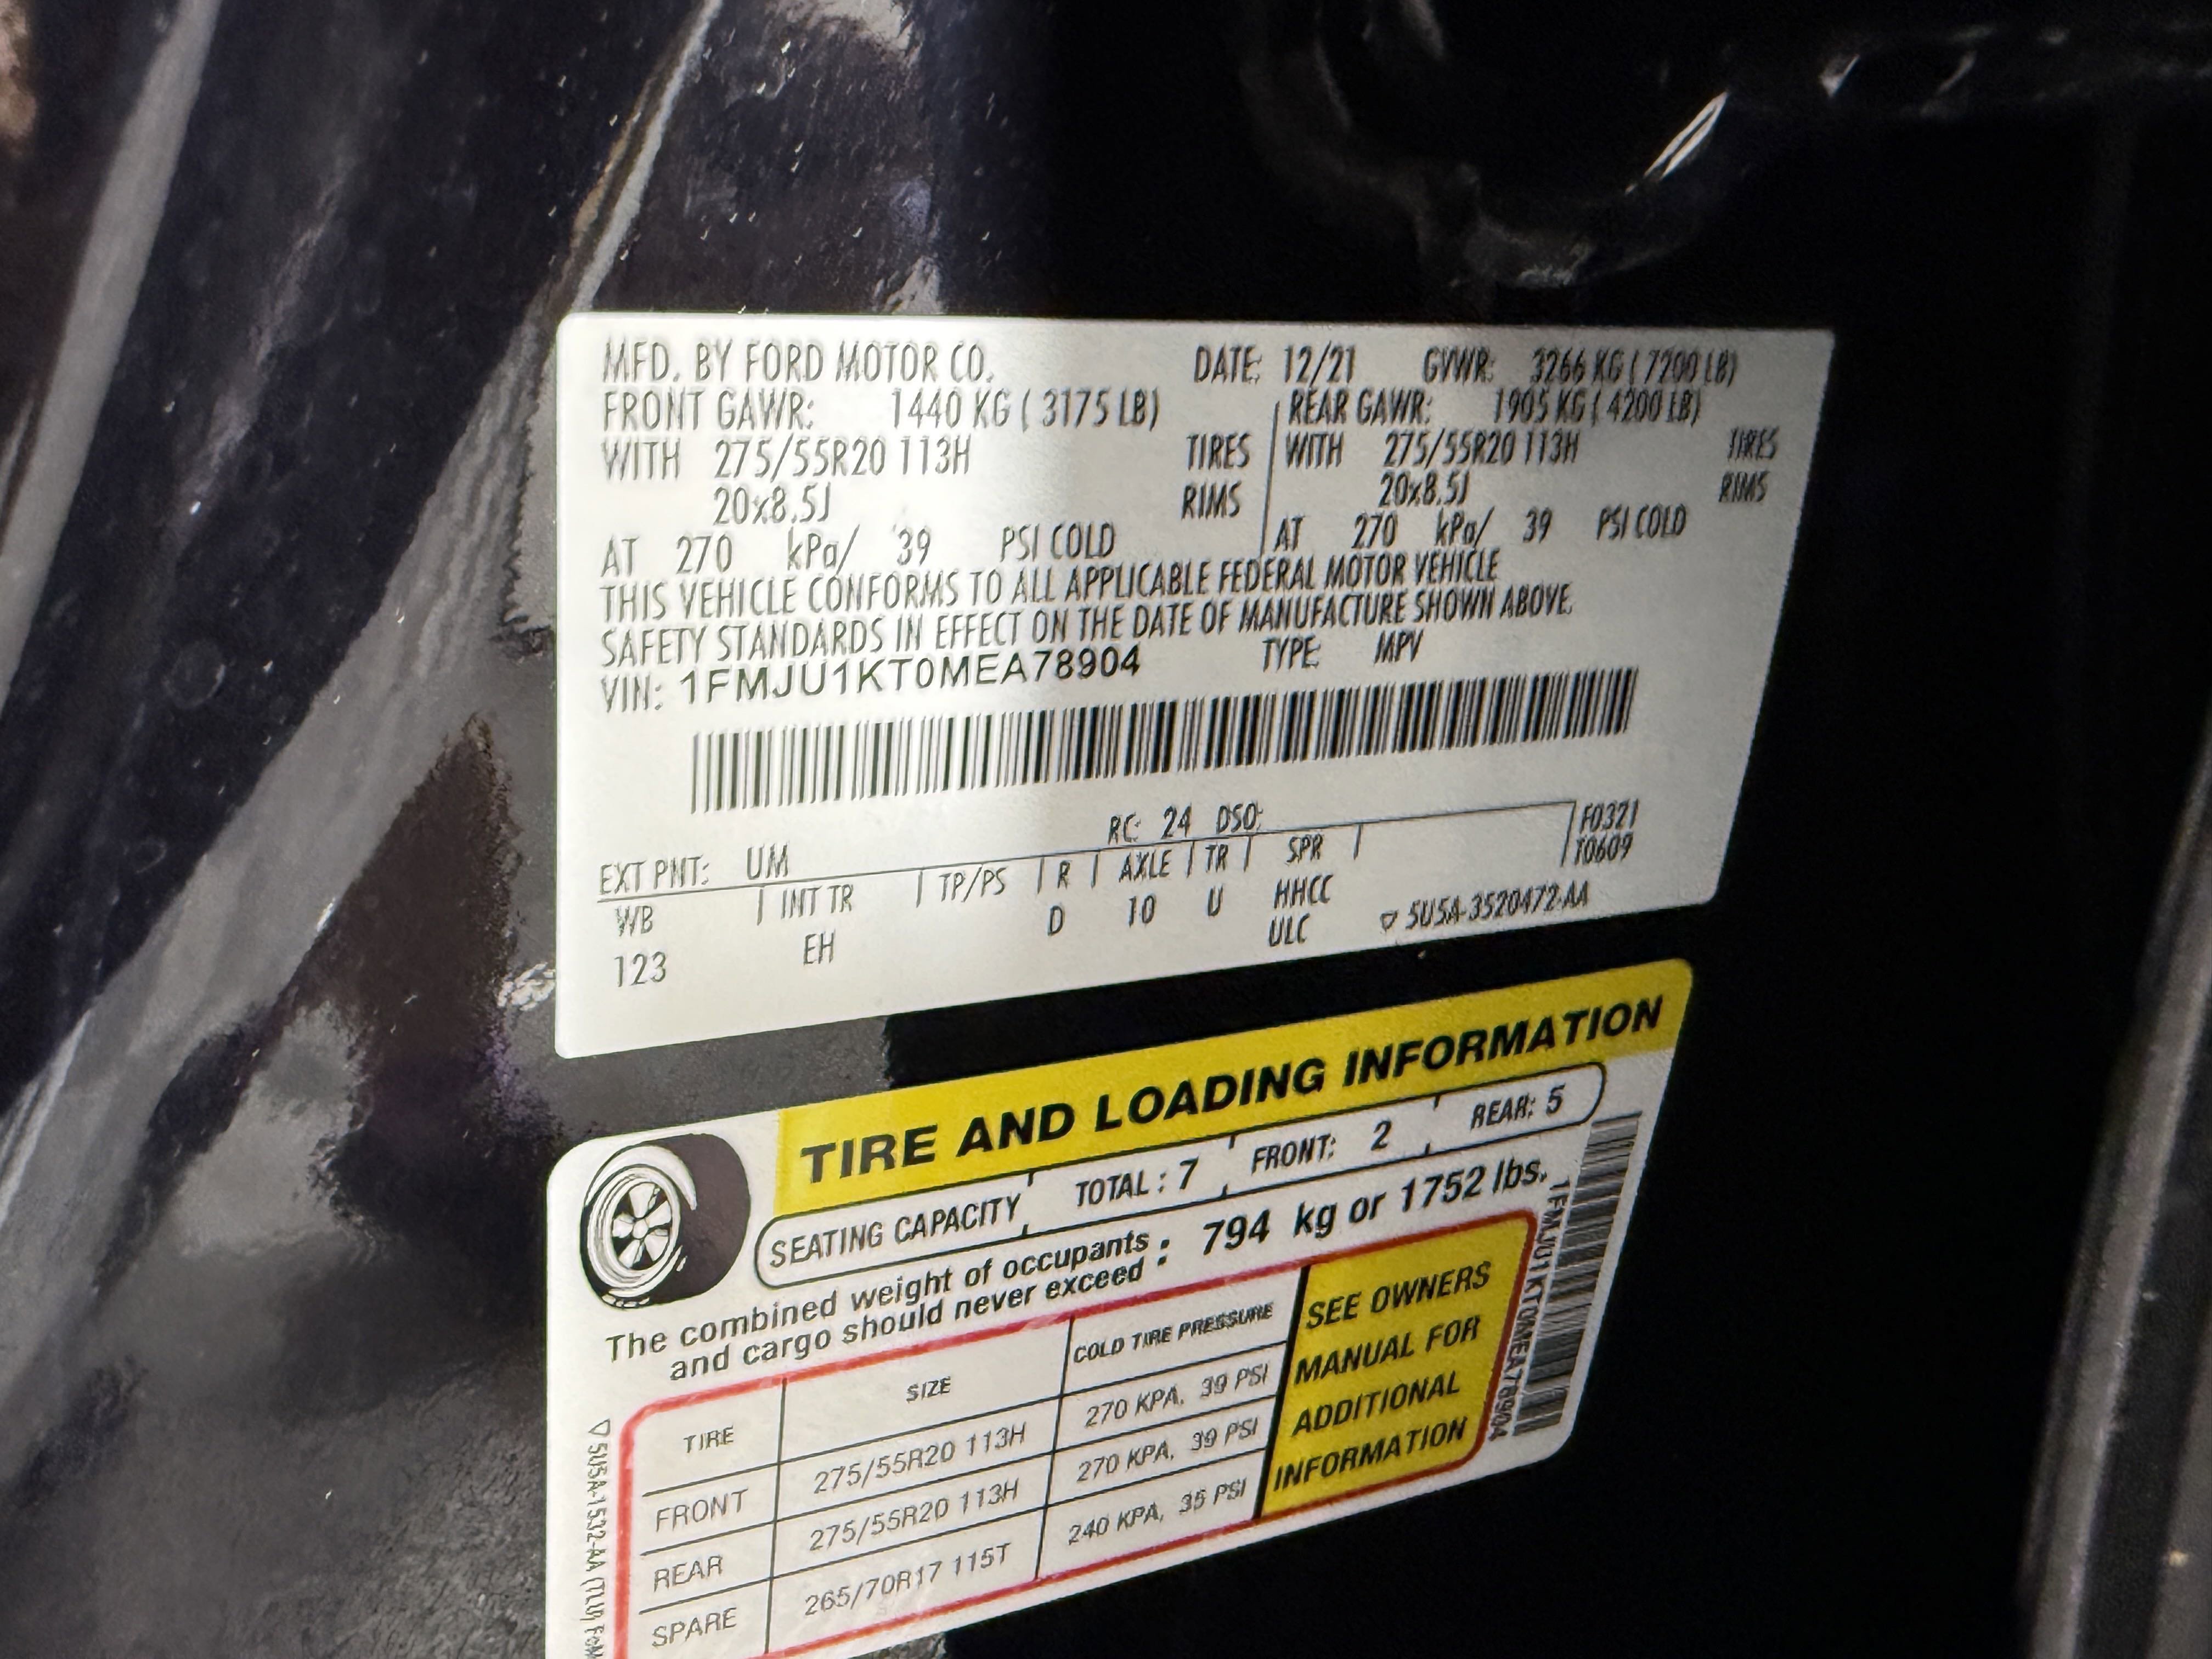 MFD. BY FORD MOTOR CO. DATE: 12/21 GVWR: 3266 KG ( 7200 LB)
FRONT GAWR: 1440 KG ( 3175 LB) REAR GAWR: 1905 KG ( 4200 LB)
WITH 275/55R20 113H TIRES WITH 275/55R20 113H TIRES
20x8.5J RIMS 20x8.5J RIMS
AT 270 kPa/ 39 PSI COLD AT 270 kPa/ 39 PSI COLD
THIS VEHICLE CONFORMS TO ALL APPLICABLE FEDERAL MOTOR VEHICLE
SAFETY STANDARDS IN EFFECT ON THE DATE OF MANUFACTURE SHOWN ABOVE.
VIN: 1FMJU1KT0MEA78904 TYPE: MPV
RC: 24 DSO: F0321
EXT PNT: UM T0609
WB INT TR TP/PS R AXLE TR SPR
123 EH D 10 U HHCC
ULC 5U5A-3520472-AA
TIRE AND LOADING INFORMATION
SEATING CAPACITY TOTAL : 7 FRONT: 2 REAR: 5
The combined weight of occupants
and cargo should never exceed : 794 kg or 1752 lbs.
TIRE SIZE COLD TIRE PRESSURE
FRONT 275/55R20 113H 270 KPA, 39 PSI
REAR 275/55R20 113H 270 KPA, 39 PSI
SPARE 265/70R17 115T 240 KPA, 35 PSI
SEE OWNERS
MANUAL FOR
ADDITIONAL
INFORMATION
1FMJU1KT0MEA78904
5U5A-1532-AA (TLU)